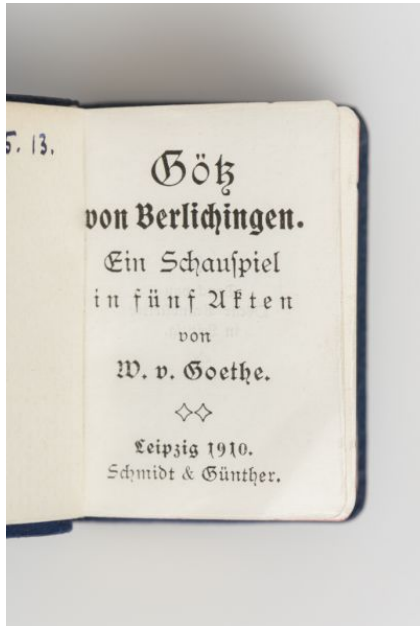 5. 13.
Götz
von Berlichingen.
Ein Schauspiel
in fünf Akten
von
W. v. Goethe.
Leipzig 1910.
Schmidt & Günther.